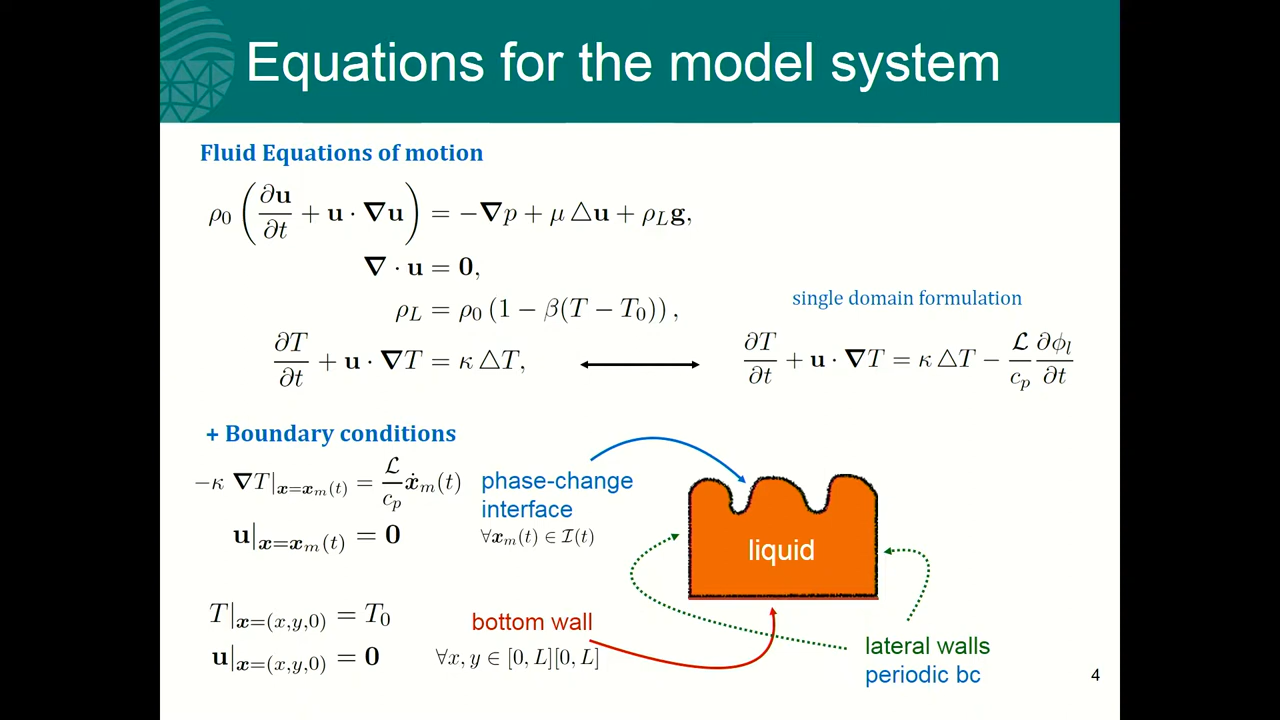 Equations for the model system
Fluid Equations of motion
ρ₀ (∂u/∂t + u · ∇u) = −∇p + μ △u + ρ_L g,
∇ · u = 0,
ρ_L = ρ₀ (1 − β(T − T₀)),
single domain formulation
∂T/∂t + u · ∇T = κ △T,
∂T/∂t + u · ∇T = κ △T − ℒ/c_p ∂ϕ_l/∂t
+ Boundary conditions
−κ ∇T|_{x=x_m(t)} = ℒ/c_p ẋ_m(t)
u|_{x=x_m(t)} = 0
phase-change
interface
∀x_m(t) ∈ ℐ(t)
liquid
T|_{x=(x,y,0)} = T₀
u|_{x=(x,y,0)} = 0
bottom wall
∀x, y ∈ [0, L][0, L]
lateral walls
periodic bc
4